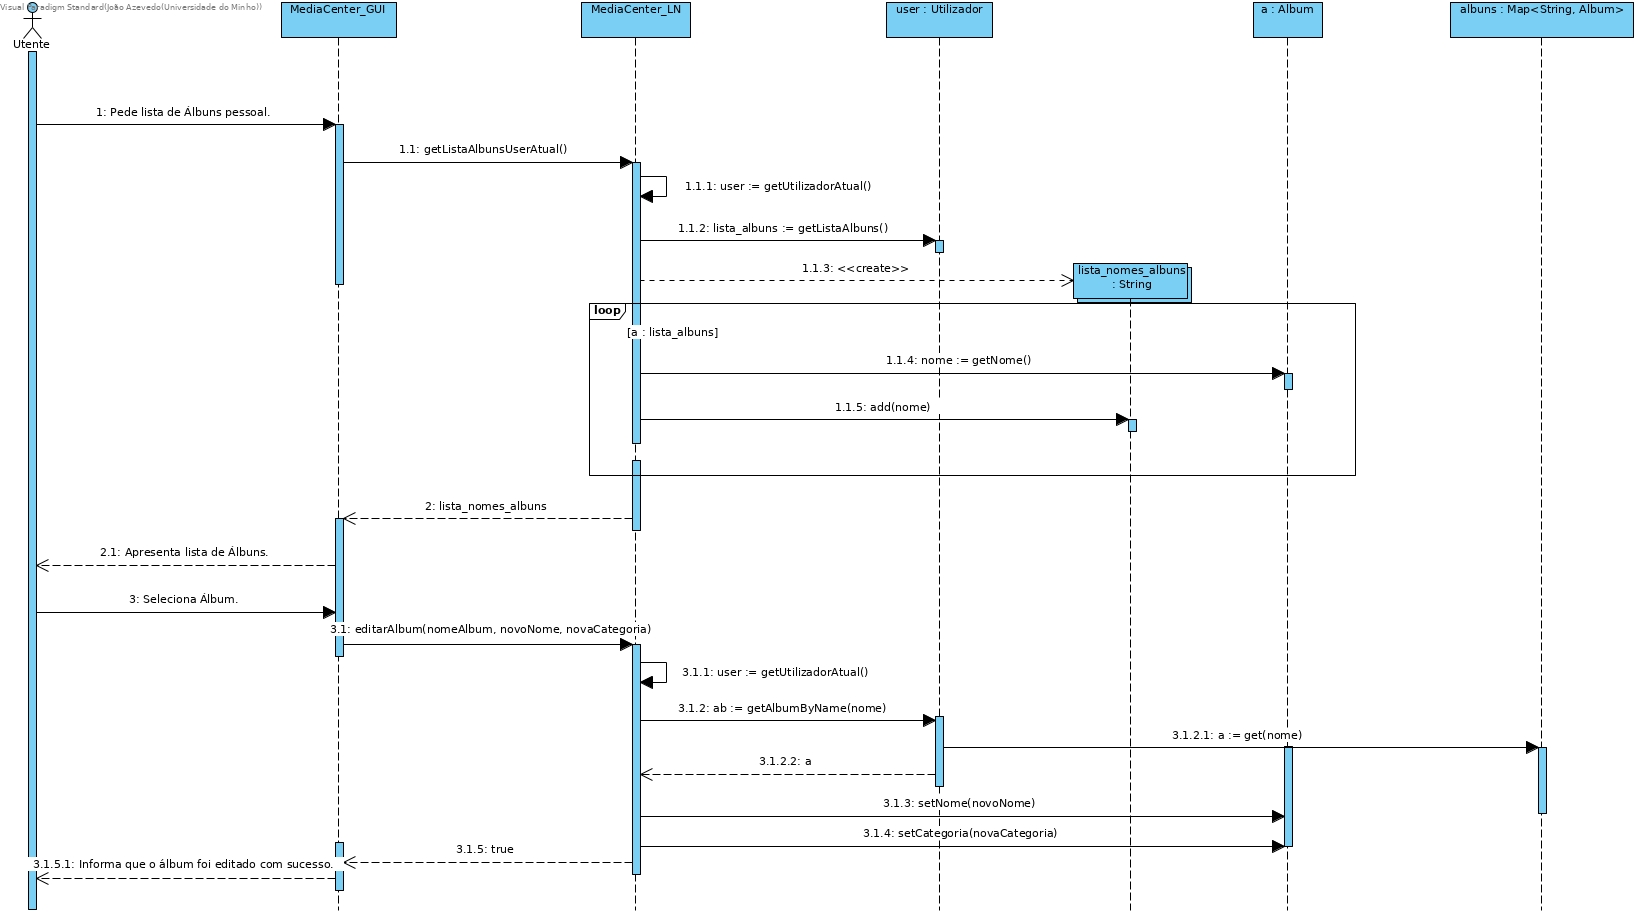 Visual Paradigm Standard(João Azevedo(Universidade do Minho))
Utente
MediaCenter_GUI
MediaCenter_LN
user : Utilizador
a : Album
albuns : Map<String, Album>
1: Pede lista de Álbuns pessoal.
1.1: getListaAlbunsUserAtual()
1.1.1: user := getUtilizadorAtual()
1.1.2: lista_albuns := getListaAlbuns()
1.1.3: <<create>>
lista_nomes_albuns
: String
loop
[a : lista_albuns]
1.1.4: nome := getNome()
1.1.5: add(nome)
2: lista_nomes_albuns
2.1: Apresenta lista de Álbuns.
3: Seleciona Álbum.
3.1: editarAlbum(nomeAlbum, novoNome, novaCategoria)
3.1.1: user := getUtilizadorAtual()
3.1.2: ab := getAlbumByName(nome)
3.1.2.1: a := get(nome)
3.1.2.2: a
3.1.3: setNome(novoNome)
3.1.4: setCategoria(novaCategoria)
3.1.5: true
3.1.5.1: Informa que o álbum foi editado com sucesso.